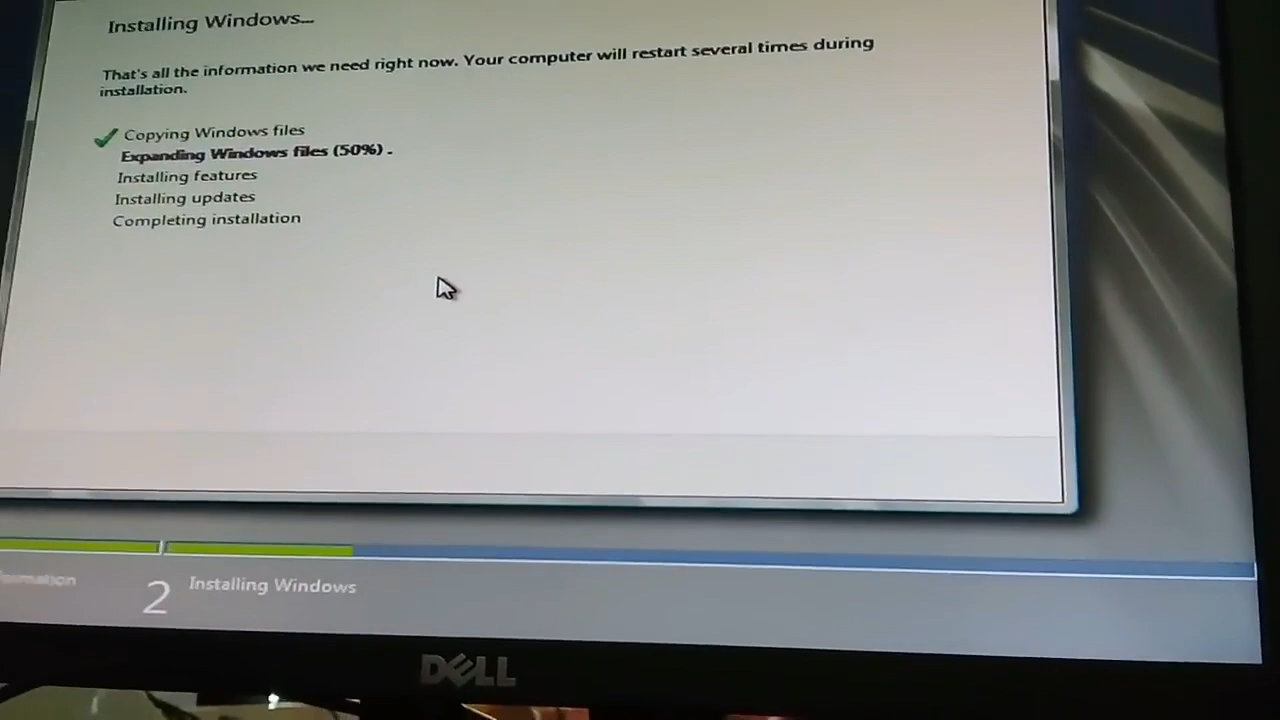 Installing Windows...
That's all the information we need right now. Your computer will restart several times during
installation.
Copying Windows files
Expanding Windows files (50%) .
Installing features
Installing updates
Completing installation
2 Installing Windows
DELL